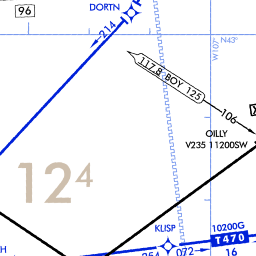 DORTN
96
214
N43°
W107°
117.8 BOY 125
106
OILLY
V235 11200SW
12⁴
KLISP
10200G
T470
254
072
16
H